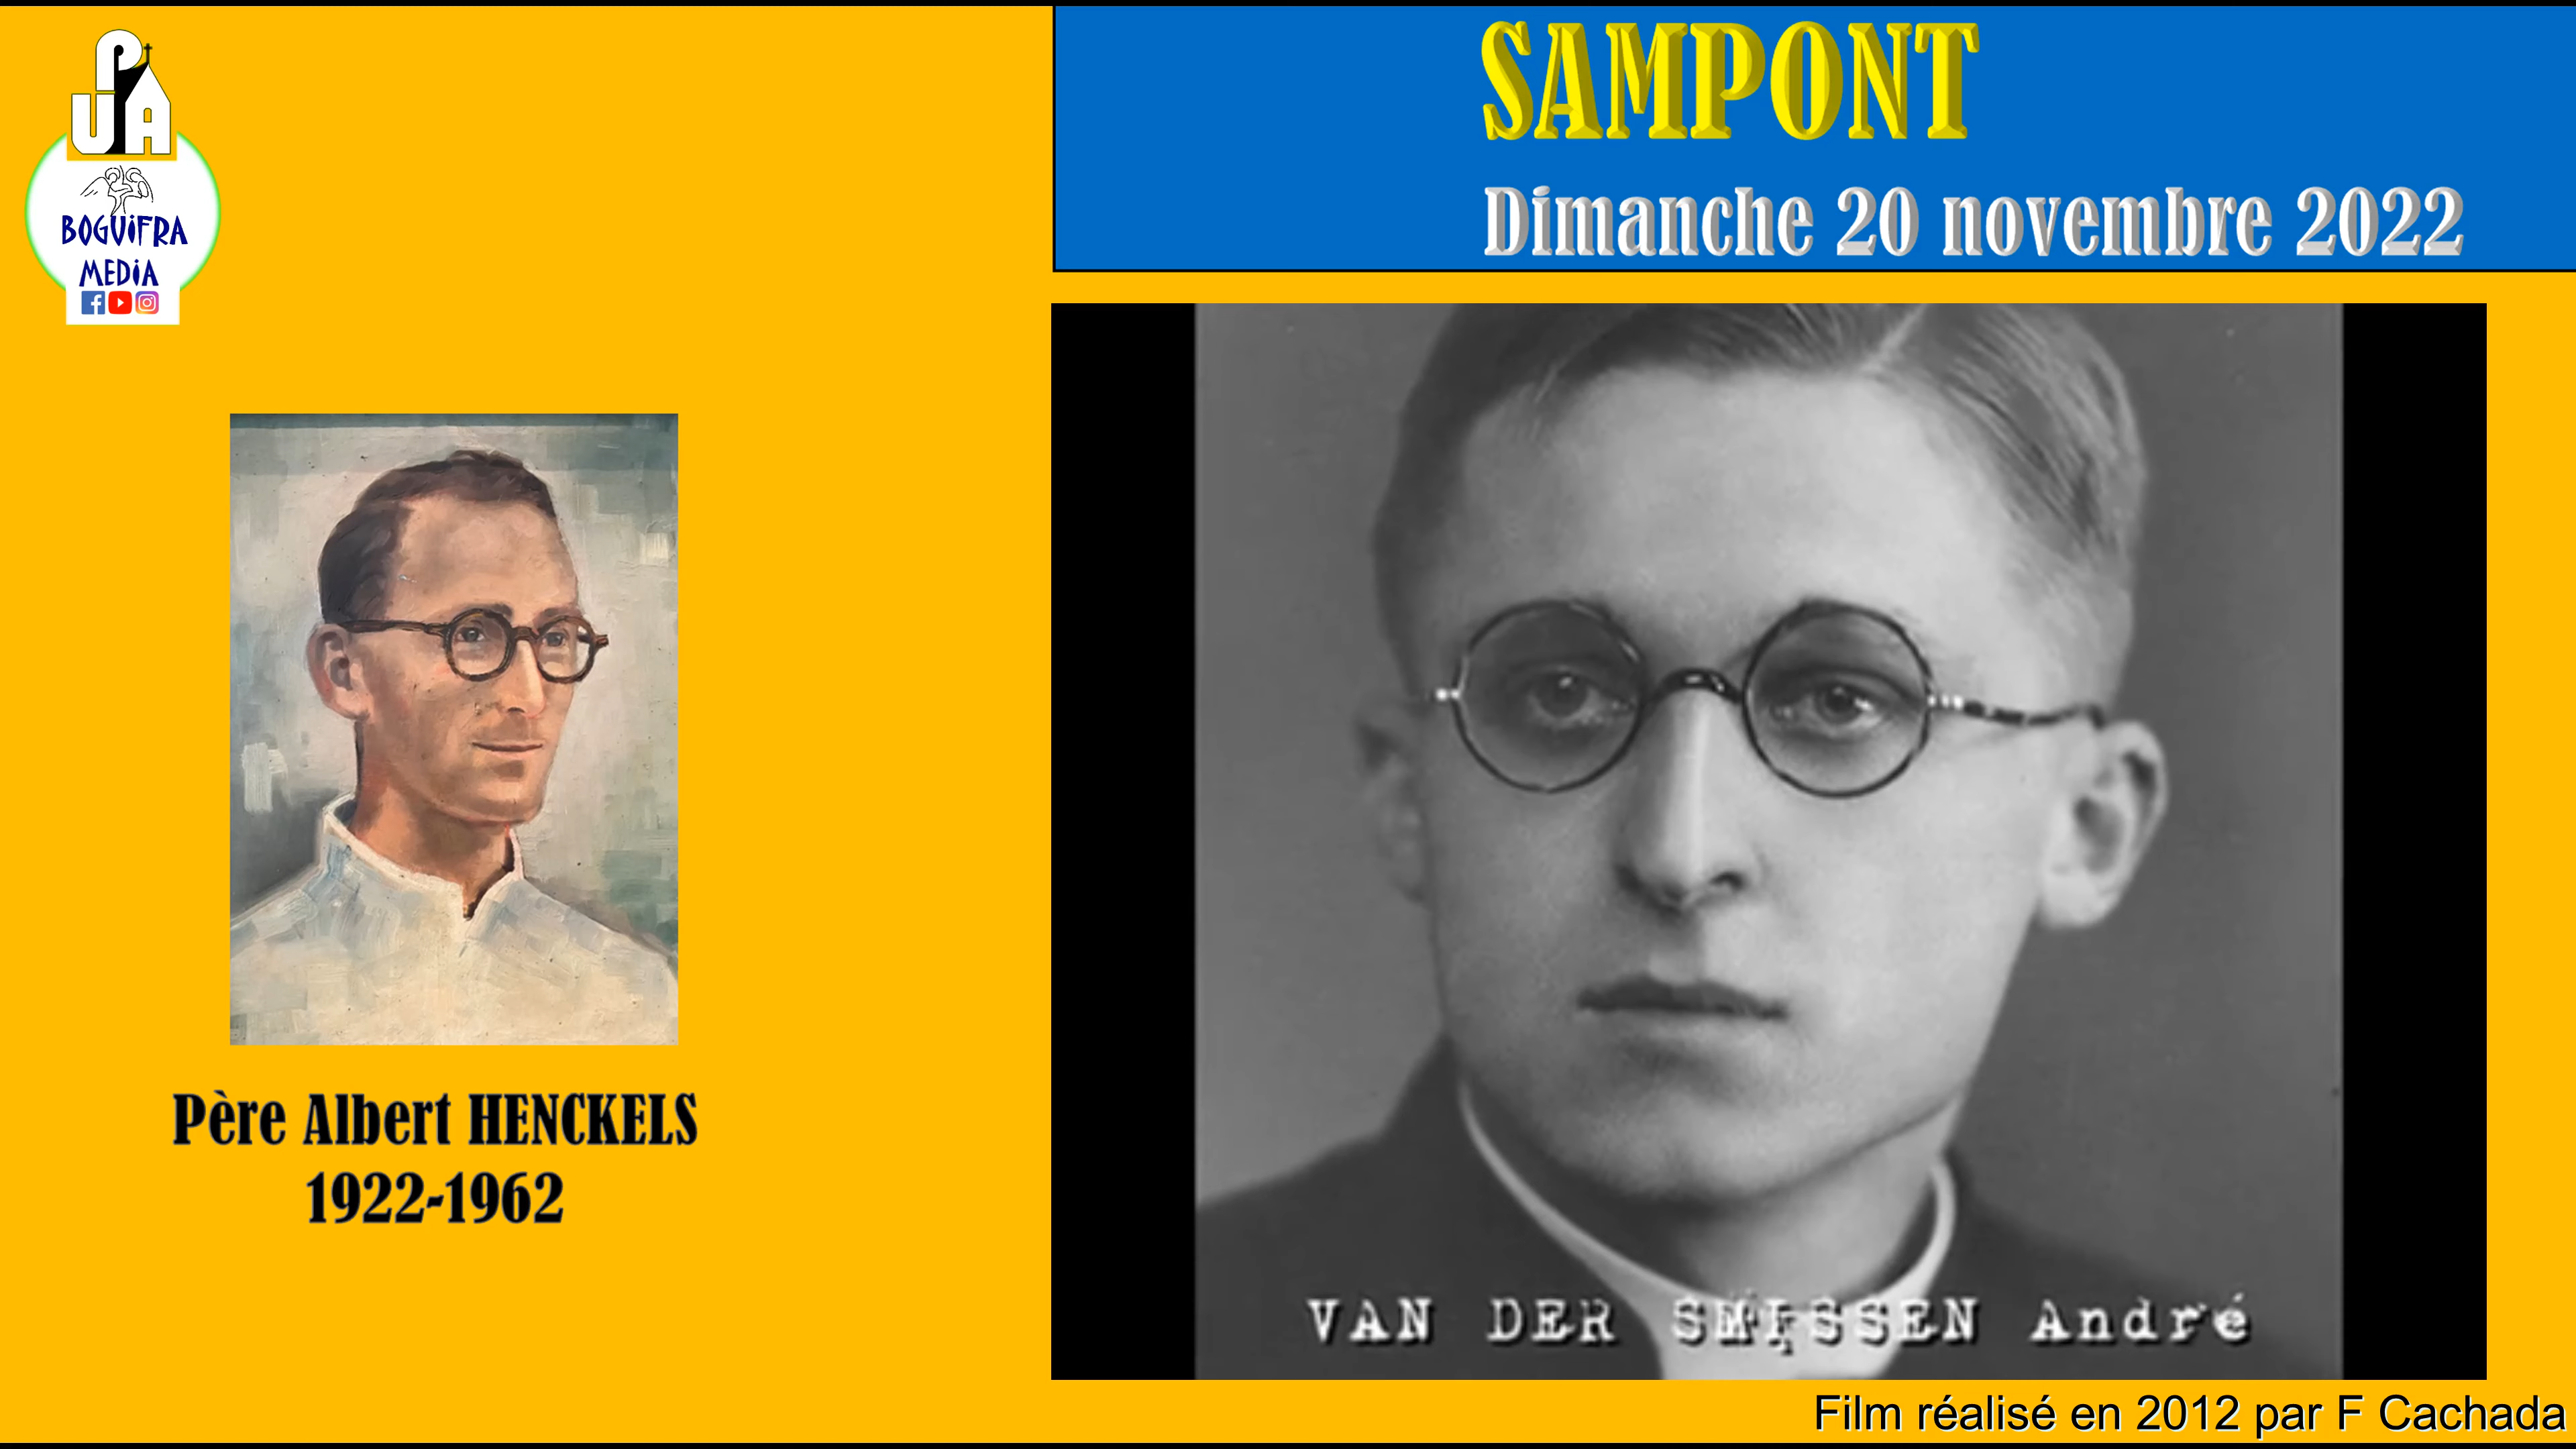 UPA
BOGUiFRA
MEDiA
SAMPONT
Dimanche 20 novembre 2022
Père Albert HENCKELS
1922-1962
VAN DER SMISSEN André
Film réalisé en 2012 par F Cachada